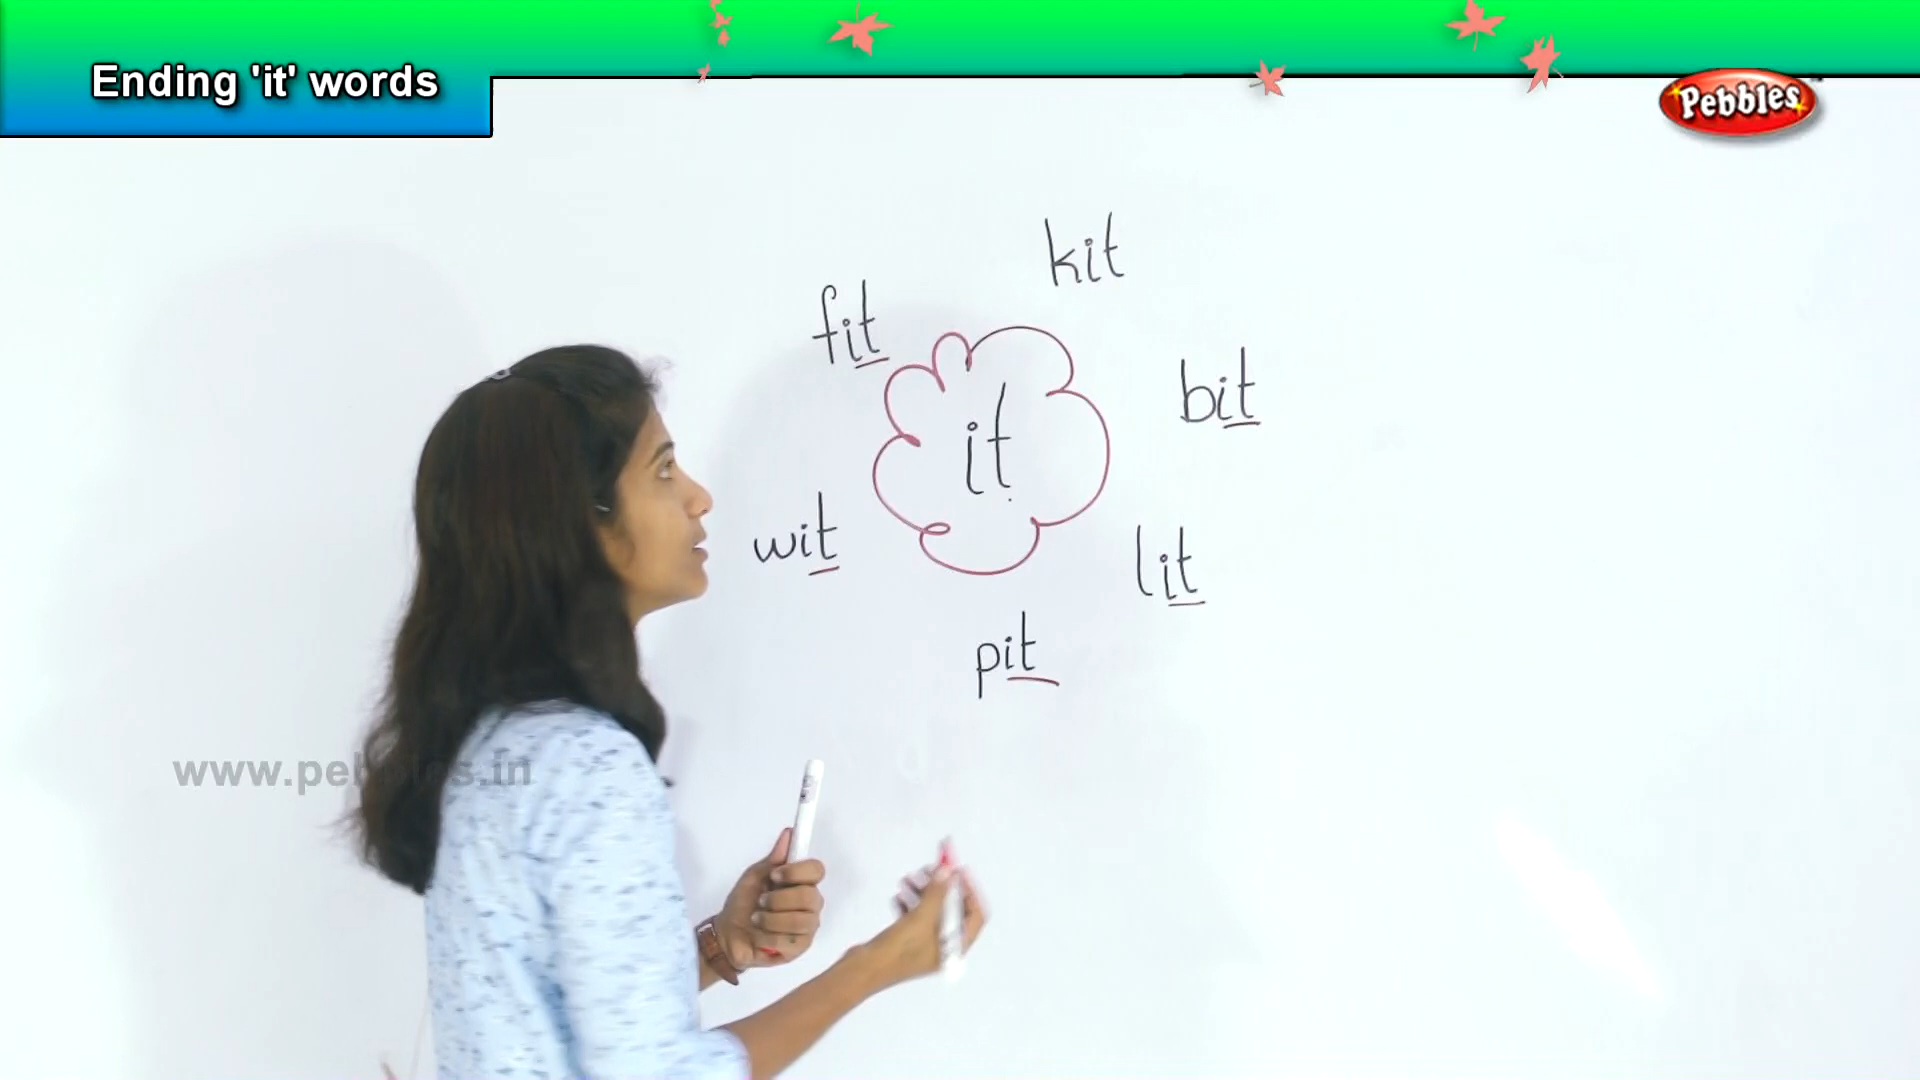 Ending 'it' words
Pebbles
kit
fit
bit
it
wit
lit
pit
www.pebbles.in